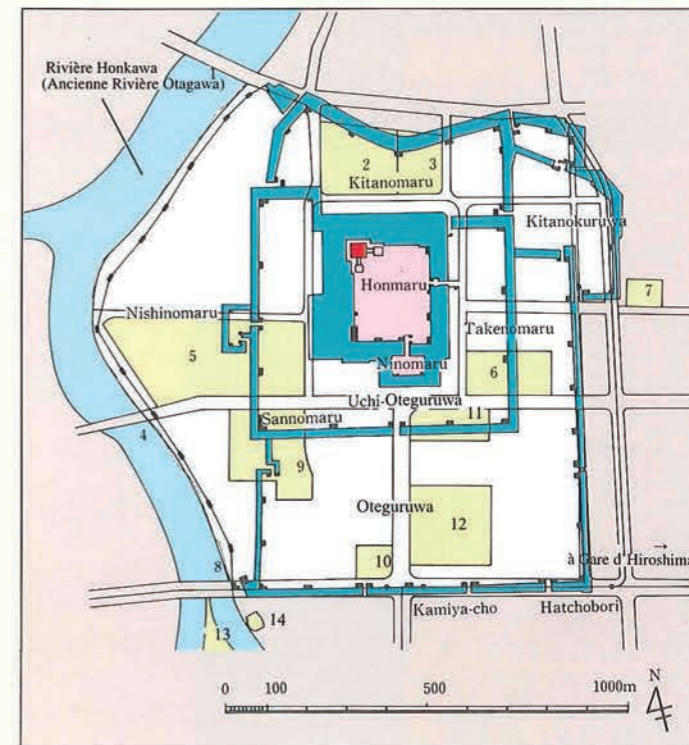 Rivière Honkawa
(Ancienne Rivière Otagawa)
1
2
3
Kitanomaru
Kitanokuruwa
7
Honmaru
Nishinomaru
Takenomaru
5
Ninomaru
6
Uchi-Oteguruwa
4
Sannomaru
11
9
Oteguruwa
12
10
→
à Gare d'Hiroshima
8
Kamiya-cho
Hatchobori
13
14
0 100 500 1000m
N